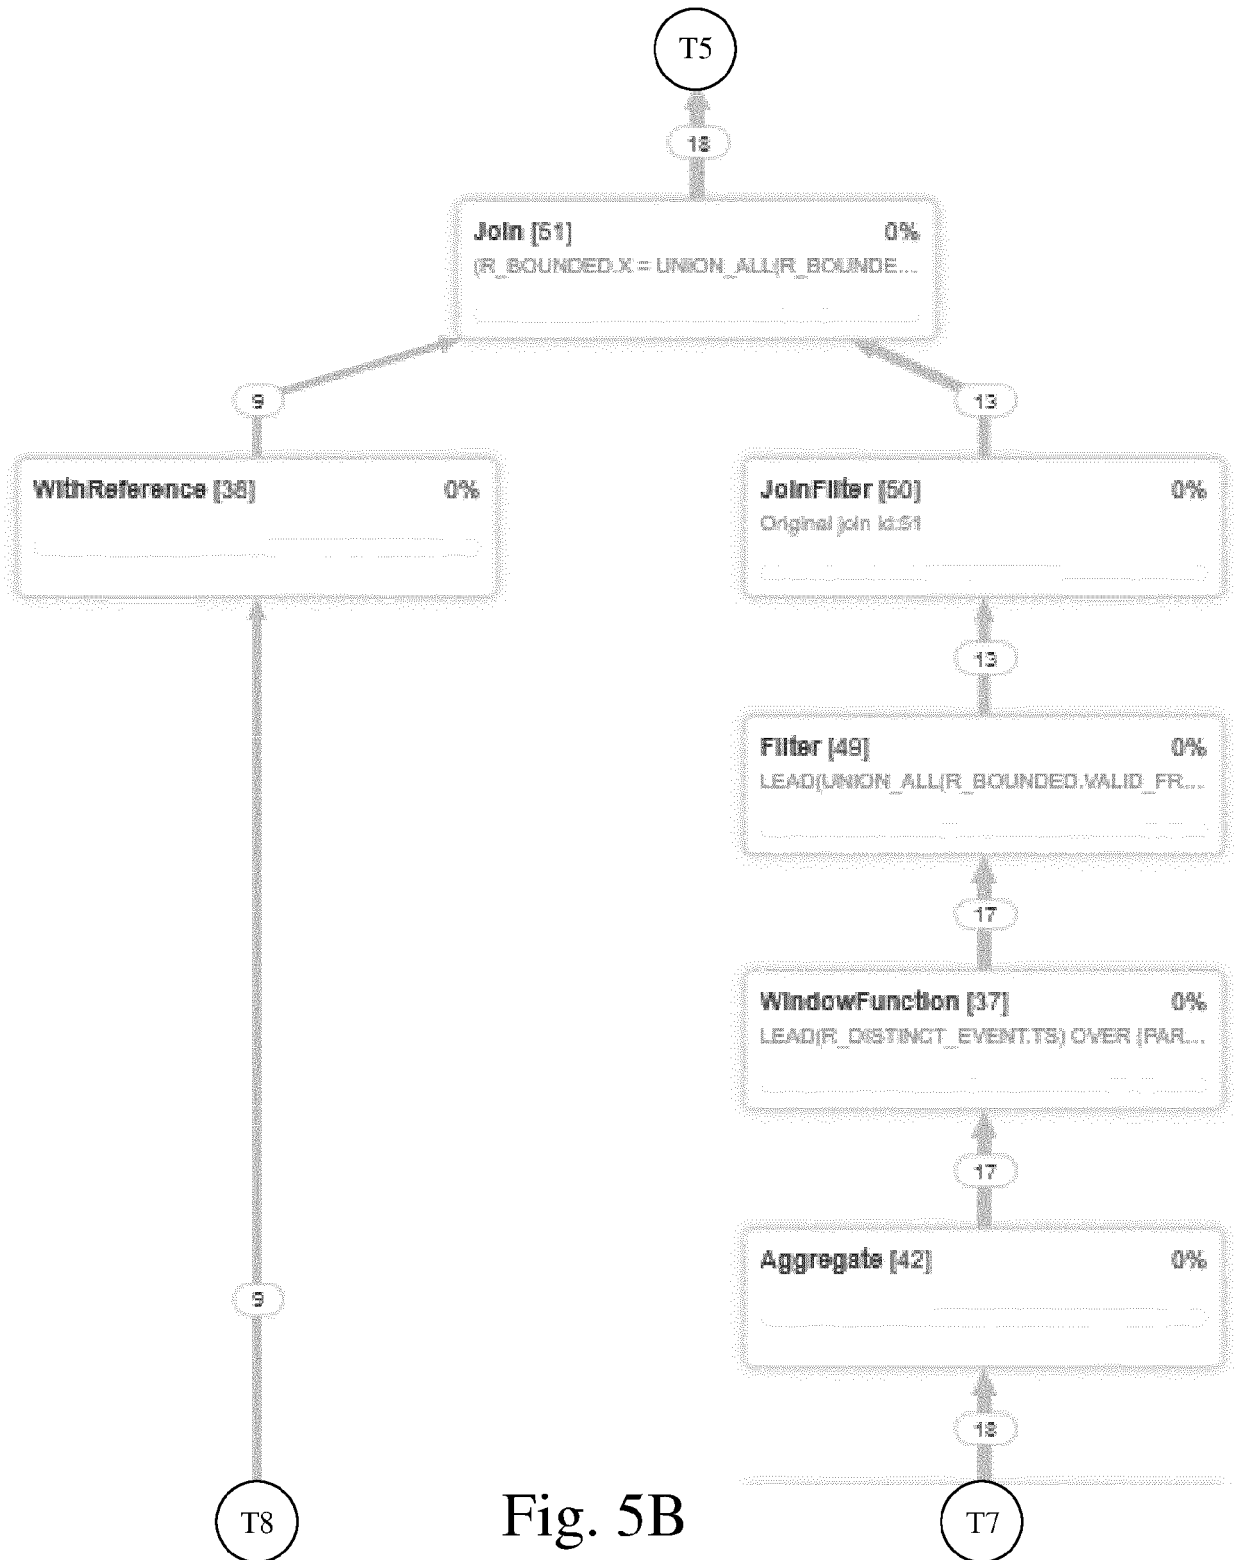 T5
18
Join [51] 0%
(R_BOUNDED.X = UNION_ALL(R_BOUNDE...
9
13
WithReference [38] 0%
JoinFilter [50] 0%
Original join id:51
13
Filter [49] 0%
LEAD(UNION_ALL(R_BOUNDED.VALID_FR...
17
WindowFunction [37] 0%
LEAD(R_DISTINCT_EVENT.TS) OVER (PAR...
17
Aggregate [42] 0%
9
18
T8
Fig. 5B
T7